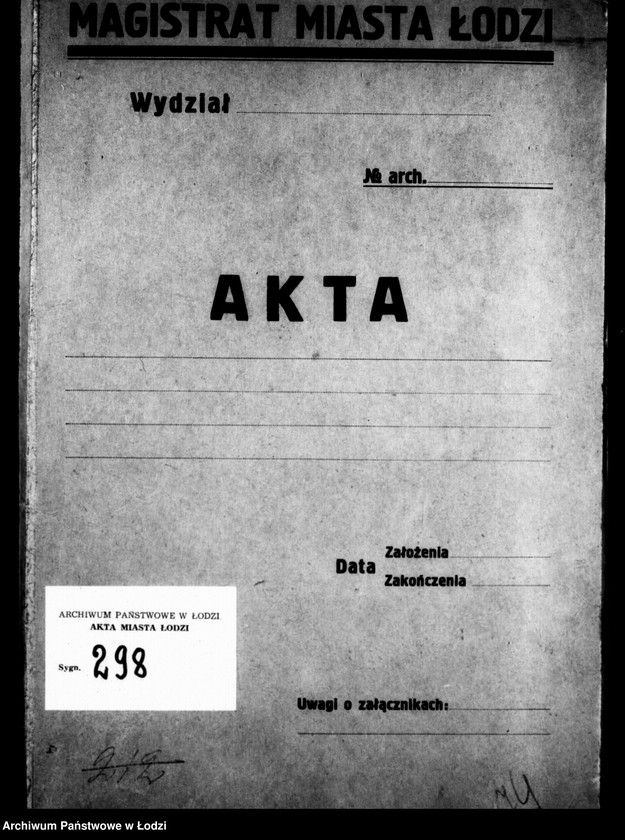 MAGISTRAT MIASTA ŁODZI
Wydział
№ arch.
AKTA
Data
Założenia
Zakończenia
ARCHIWUM PAŃSTWOWE W ŁODZI
AKTA MIASTA ŁODZI
Sygn. 298
Uwagi o załącznikach:
212
Archiwum Państwowe w Łodzi